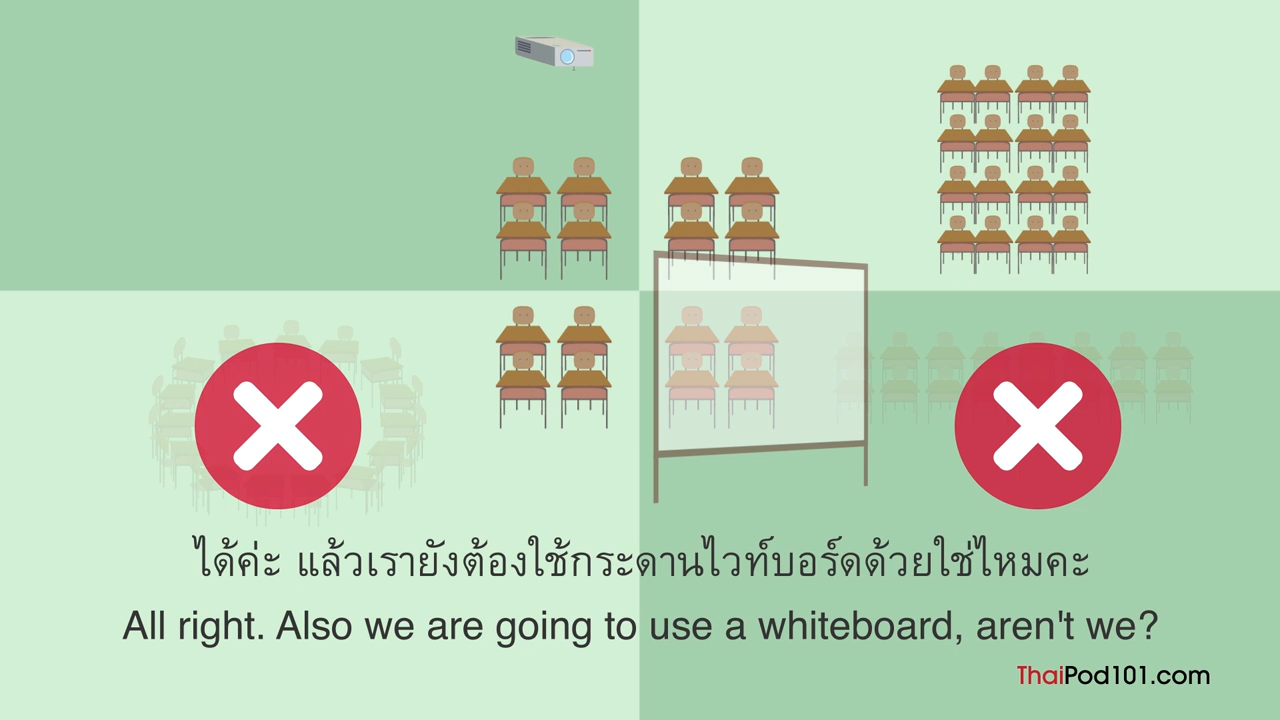 ได้ค่ะ แล้วเรายังต้องใช้กระดานไวท์บอร์ดด้วยใช่ไหมคะ
All right. Also we are going to use a whiteboard, aren't we?
ThaiPod101.com